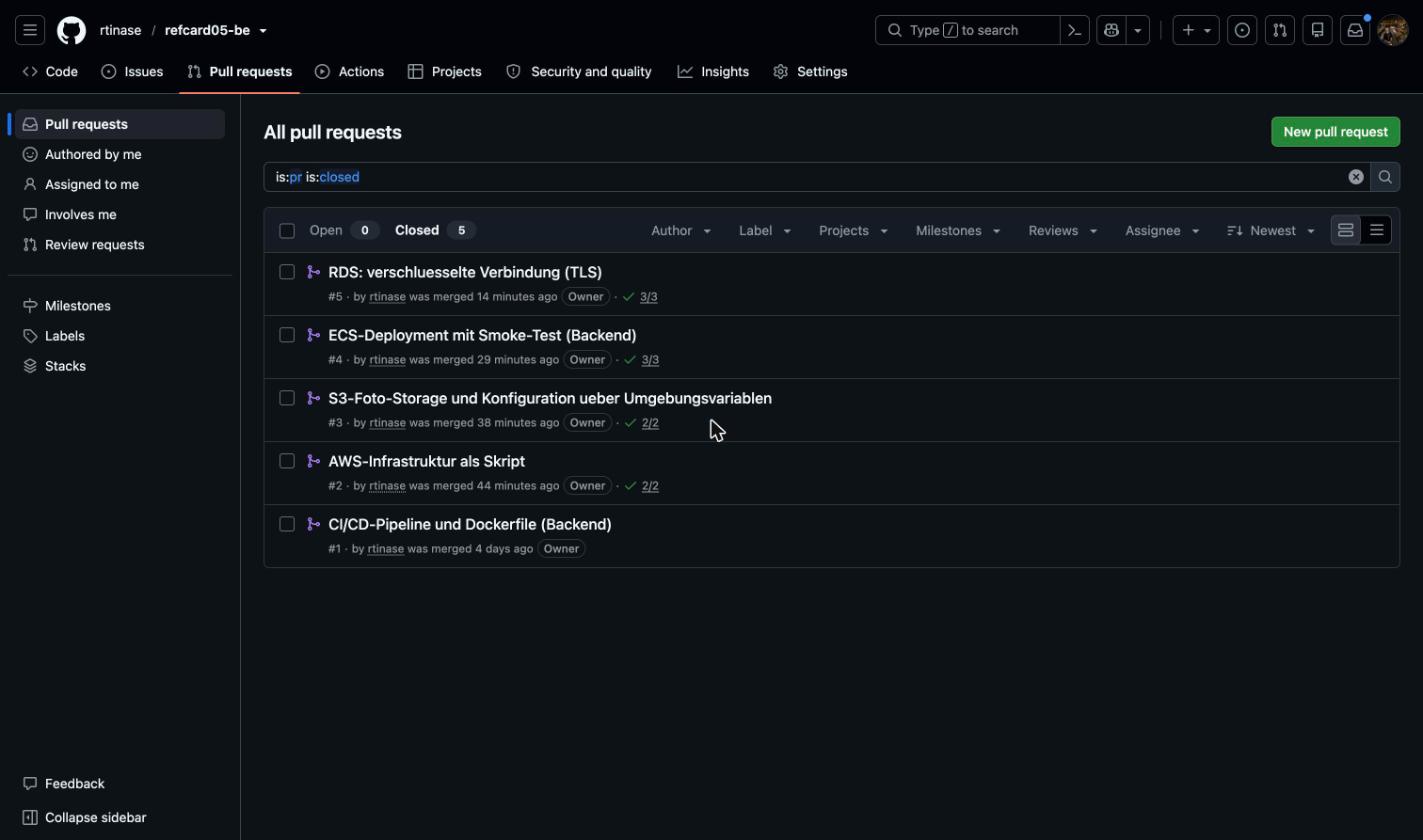 rtinase / refcard05-be
Type / to search
Code Issues Pull requests Actions Projects Security and quality Insights Settings
Pull requests
Authored by me
Assigned to me
Involves me
Review requests
Milestones
Labels
Stacks
Feedback
Collapse sidebar
All pull requests
New pull request
is:pr is:closed
Open 0 Closed 5 Author Label Projects Milestones Reviews Assignee Newest
RDS: verschluesselte Verbindung (TLS)
#5 · by rtinase was merged 14 minutes ago Owner · 3/3
ECS-Deployment mit Smoke-Test (Backend)
#4 · by rtinase was merged 29 minutes ago Owner · 3/3
S3-Foto-Storage und Konfiguration ueber Umgebungsvariablen
#3 · by rtinase was merged 38 minutes ago Owner · 2/2
AWS-Infrastruktur als Skript
#2 · by rtinase was merged 44 minutes ago Owner · 2/2
CI/CD-Pipeline und Dockerfile (Backend)
#1 · by rtinase was merged 4 days ago Owner